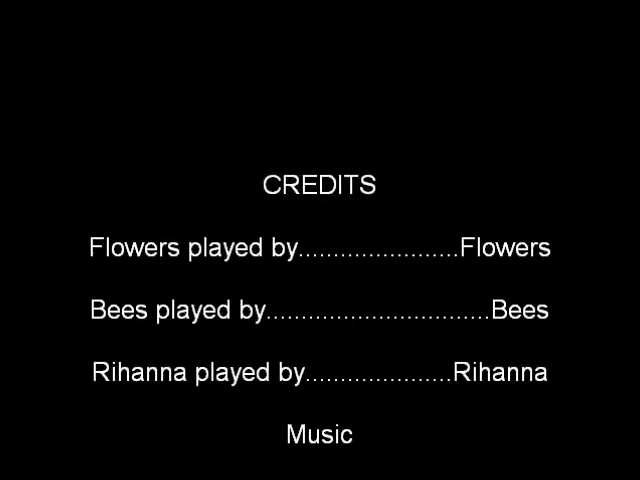 CREDITS
Flowers played by.......................Flowers
Bees played by................................Bees
Rihanna played by.....................Rihanna
Music